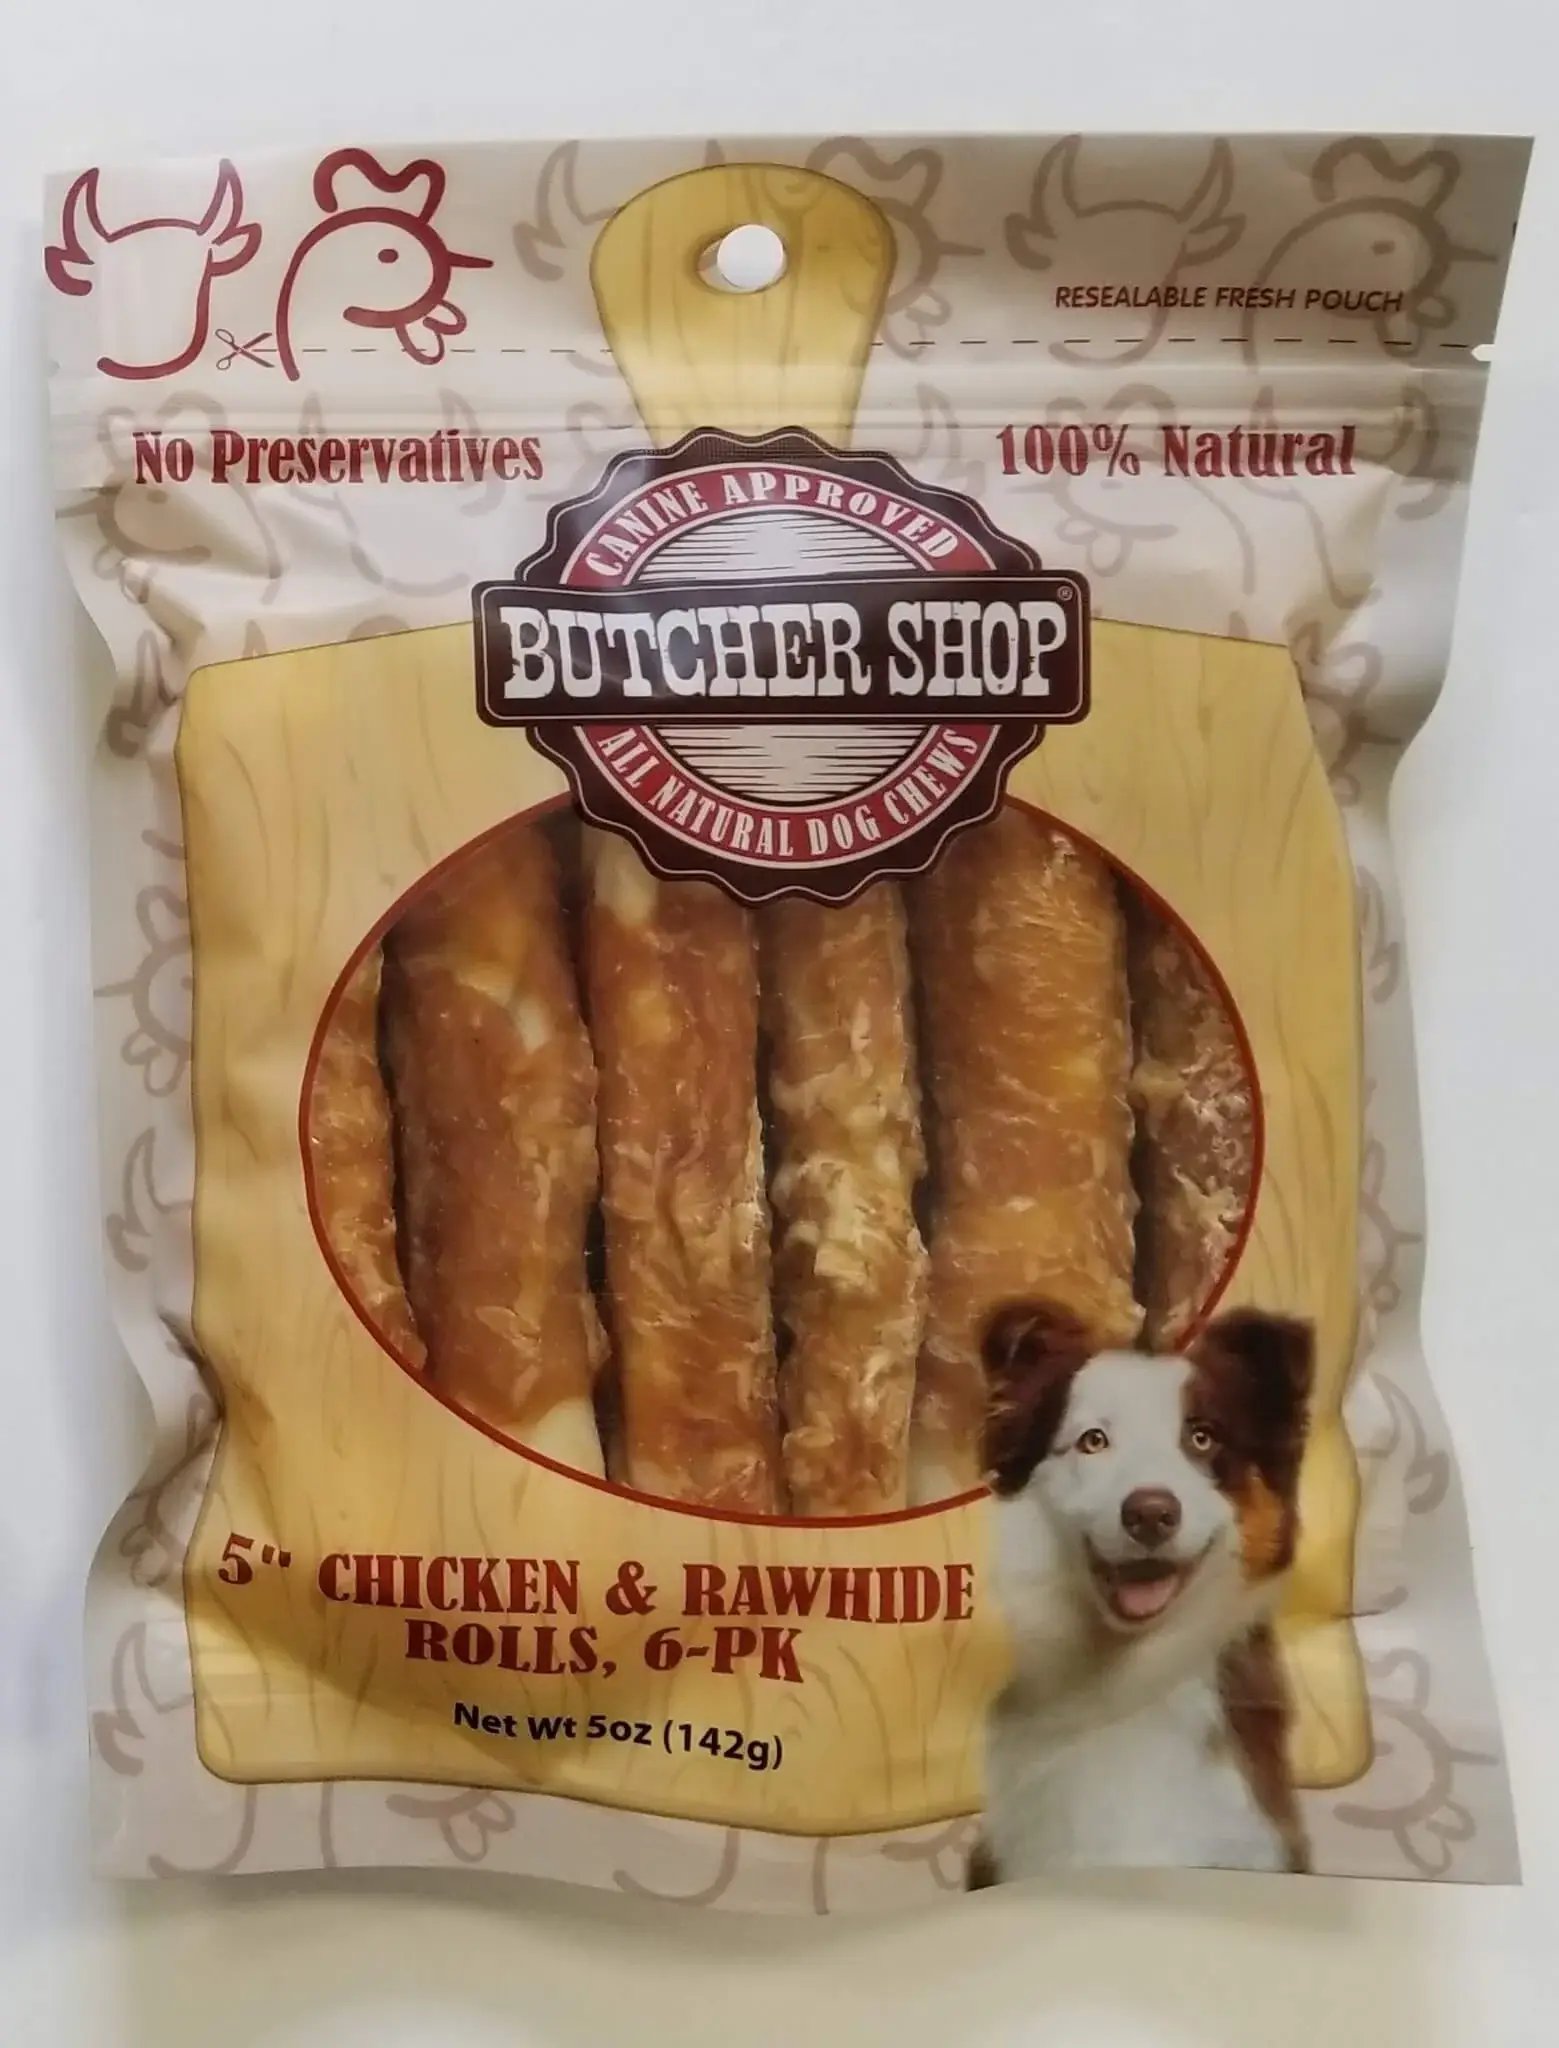 RESEALABLE FRESH POUCH
No Preservatives
100% Natural
CANINE APPROVED
BUTCHER SHOP®
ALL NATURAL DOG CHEWS
5" CHICKEN & RAWHIDE
ROLLS, 6-PK
Net Wt 5oz (142g)